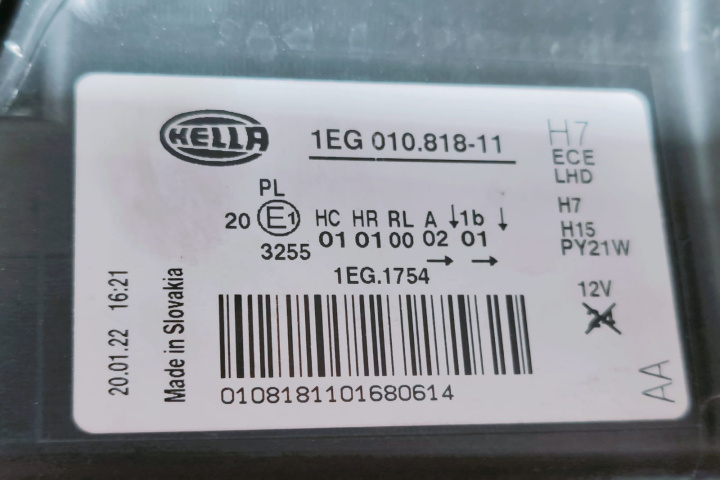 HELLA
1EG 010.818-11
H7
ECE
LHD
H7
H15
PY21W
12V
PL
20 E1 HC HR RL A ↓1b ↓
3255 01 01 00 02 01
→ →
1EG.1754
20.01.22 16:21
Made in Slovakia
0108181101680614
AA